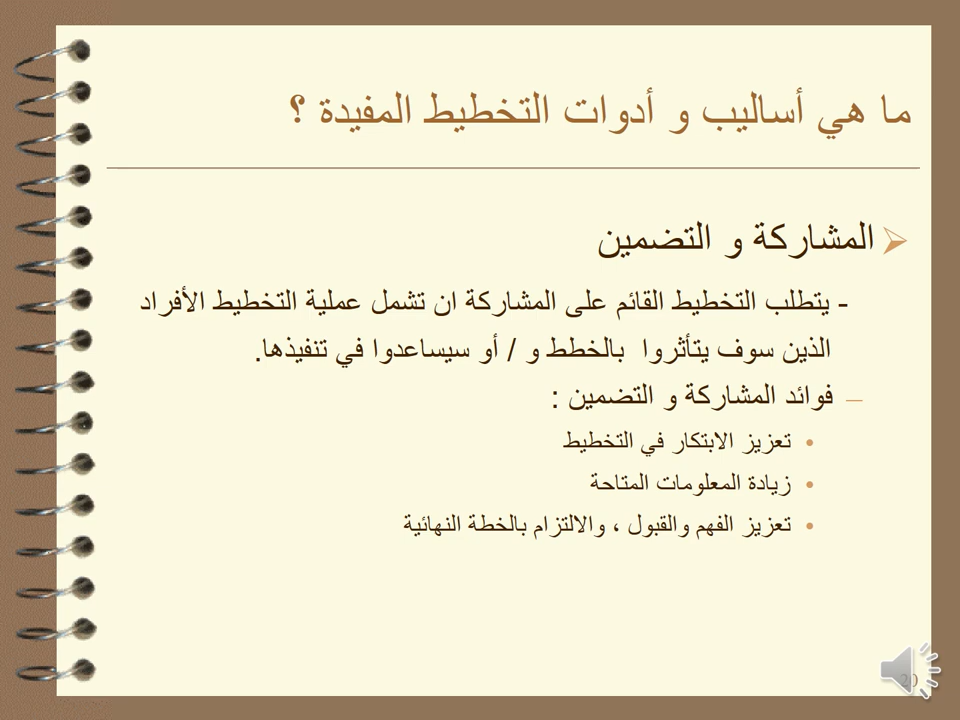 ما هي أساليب و أدوات التخطيط المفيدة ؟
المشاركة و التضمين
- يتطلب التخطيط القائم على المشاركة ان تشمل عملية التخطيط الأفراد
الذين سوف يتأثروا بالخطط و / أو سيساعدوا في تنفيذها.
– فوائد المشاركة و التضمين :
• تعزيز الابتكار في التخطيط
• زيادة المعلومات المتاحة
• تعزيز الفهم والقبول ، والالتزام بالخطة النهائية
20